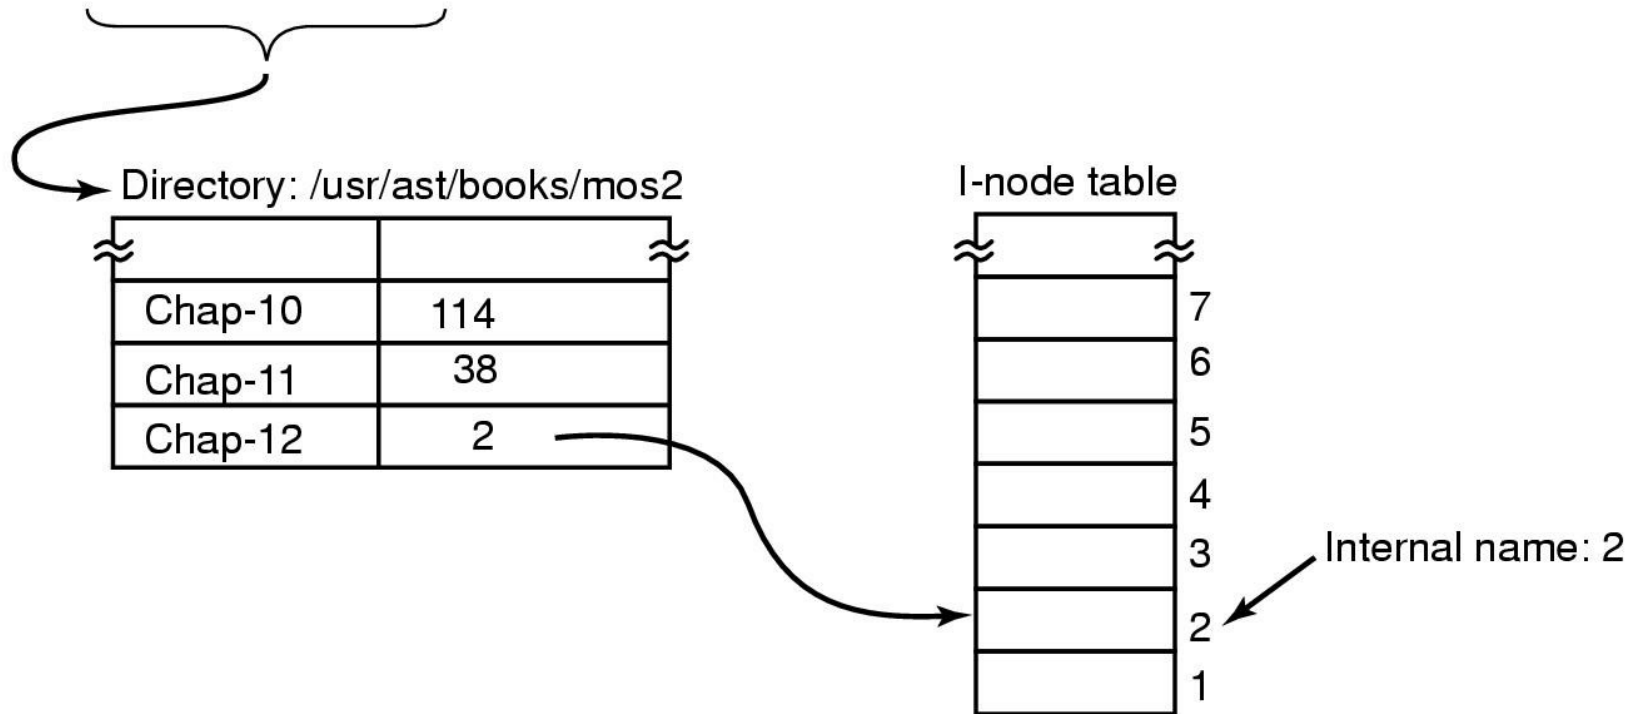 Directory: /usr/ast/books/mos2
Chap-10 114
Chap-11 38
Chap-12 2
I-node table
7
6
5
4
3
2
1
Internal name: 2